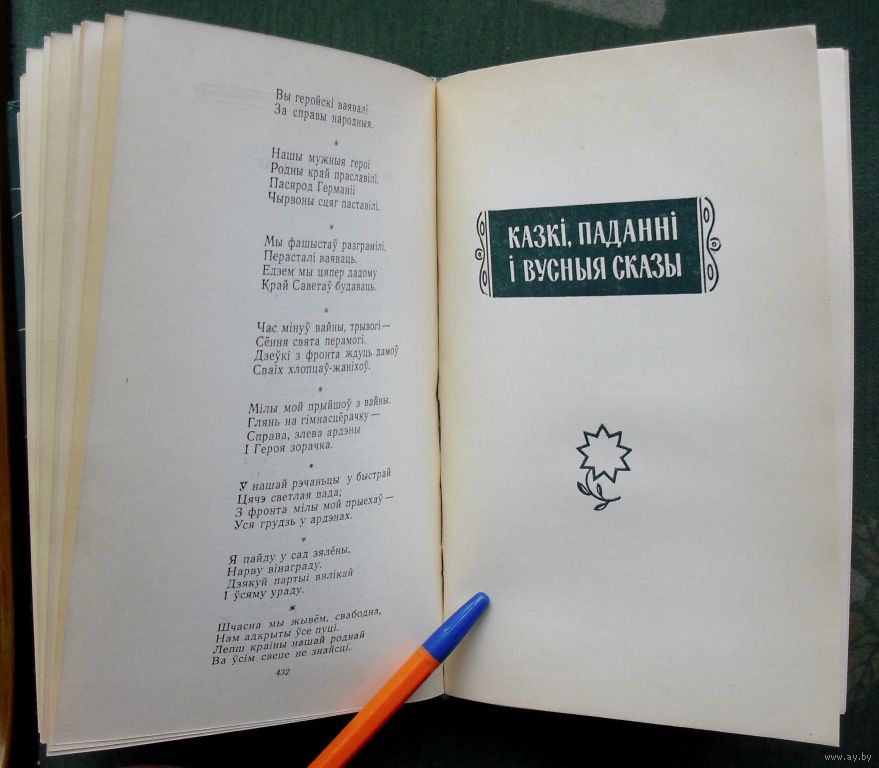 Вы геройскі ваявалі
За справы народныя.
*
Нашы мужныя героі
Родны край праславілі,
Пасярод Германіі
Чырвоны сцяг паставілі.
*
Мы фашыстаў разграмілі,
Перасталі ваяваць.
Едзем мы цяпер дадому
Край Саветаў будаваць.
*
Час мінуў вайны, трывогі —
Сёння свята перамогі.
Дзеўкі з фронта ждуць дамоў
Сваіх хлопцаў-жаніхоў.
*
Мілы мой прыйшоў з вайны.
Глянь на гімнасцёрачку —
Справа, злева ардэны
І Героя зорачка.
*
У нашай рэчаньцы у быстрай
Цячэ светлая вада;
З фронта мілы мой прыехаў —
Уся грудзь у ардэнах.
*
Я пайду у сад зялёны,
Нарву вінаграду.
Дзякуй партыі вялікай
І ўсяму ураду.
*
Шчасна мы жывём, свабодна,
Нам адкрыты ўсе пуці.
Лепш краіны нашай роднай
Ва ўсім свеце не знайсці.
432
КАЗКІ, ПАДАННІ
І ВУСНЫЯ СКАЗЫ
www.ay.by